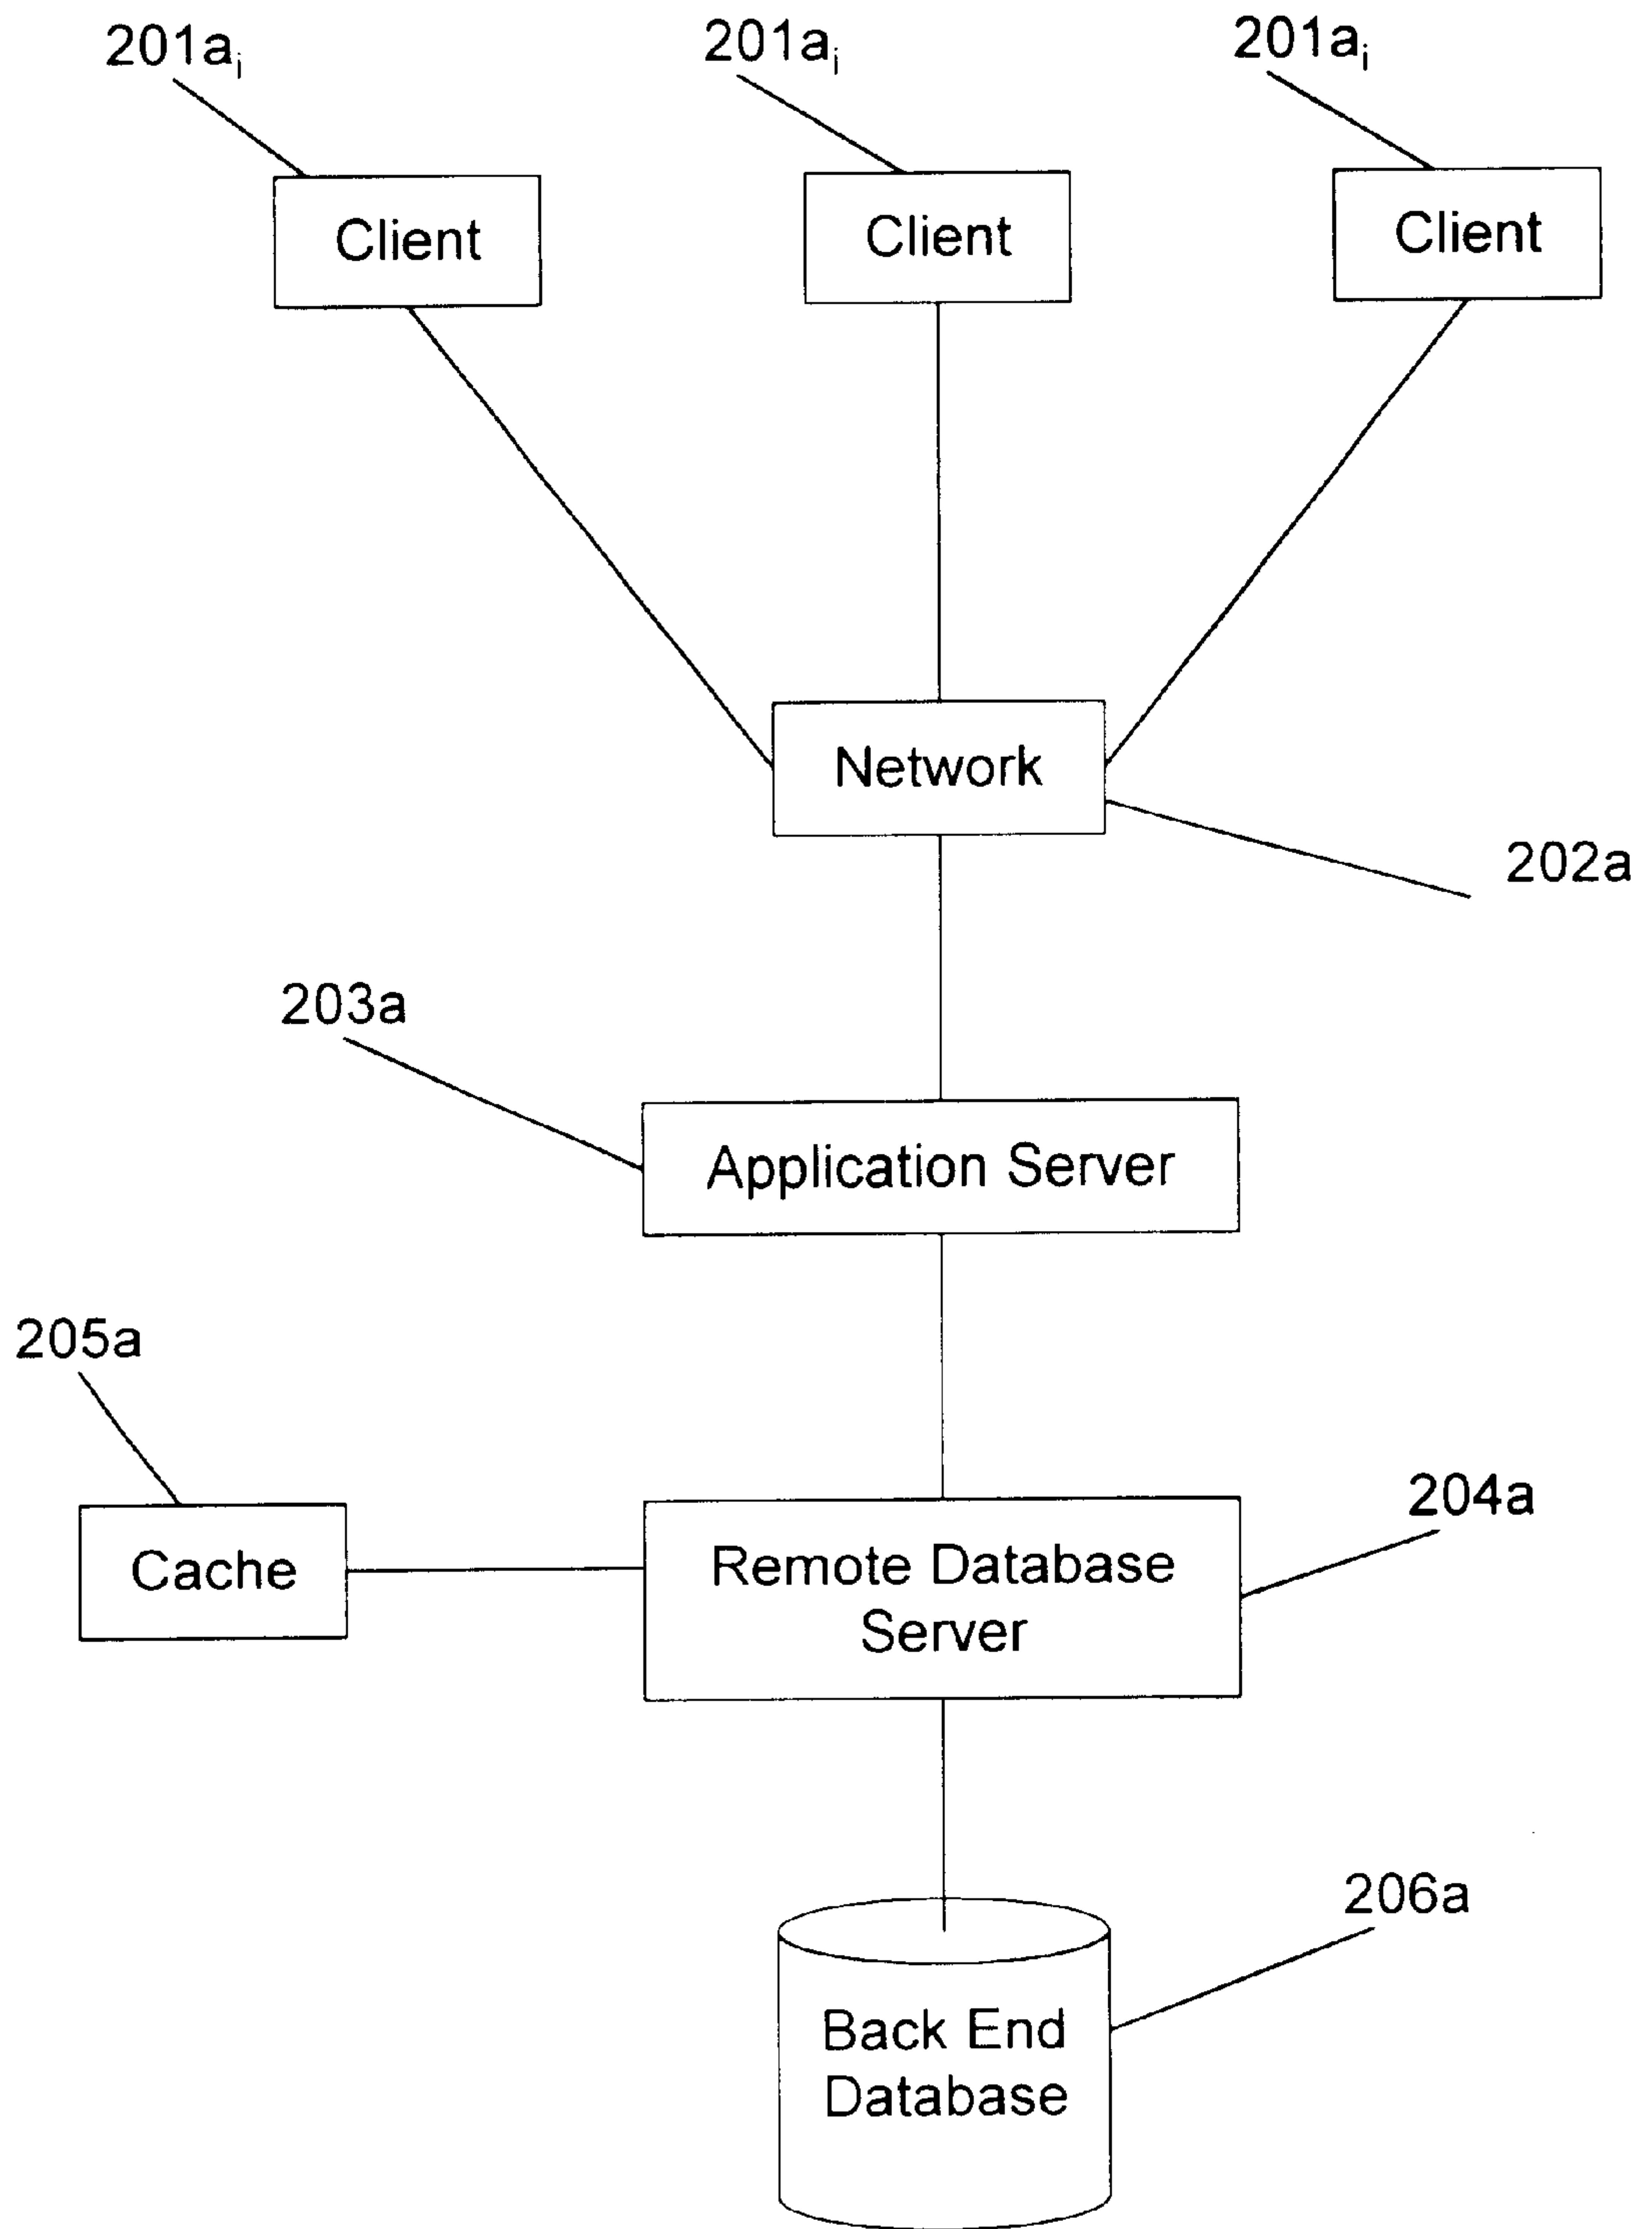 201aᵢ
201aᵢ
201aᵢ
Client
Client
Client
Network
202a
203a
Application Server
205a
204a
Cache
Remote Database
Server
206a
Back End
Database